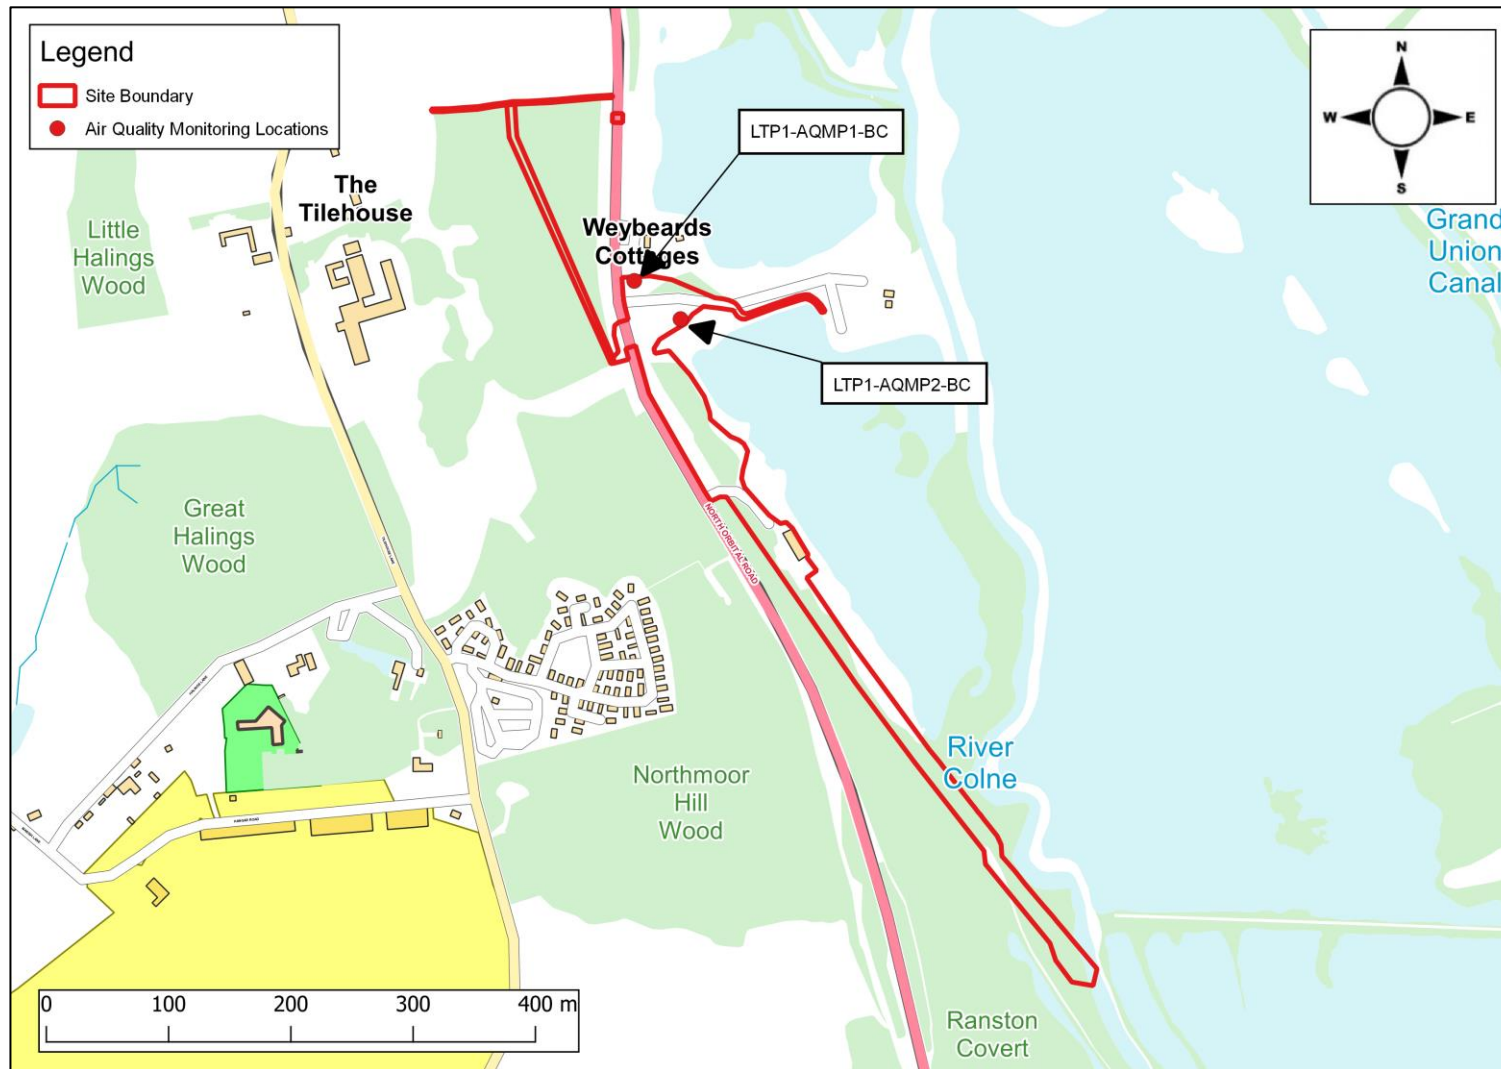 Legend
Site Boundary
Air Quality Monitoring Locations
N
W
E
S
LTP1-AQMP1-BC
The
Tilehouse
Little
Halings
Wood
Weybeards
Cottages
Grand
Union
Canal
LTP1-AQMP2-BC
Great
Halings
Wood
NORTH ORBITAL ROAD
River
Colne
Northmoor
Hill
Wood
0 100 200 300 400 m
Ranston
Covert